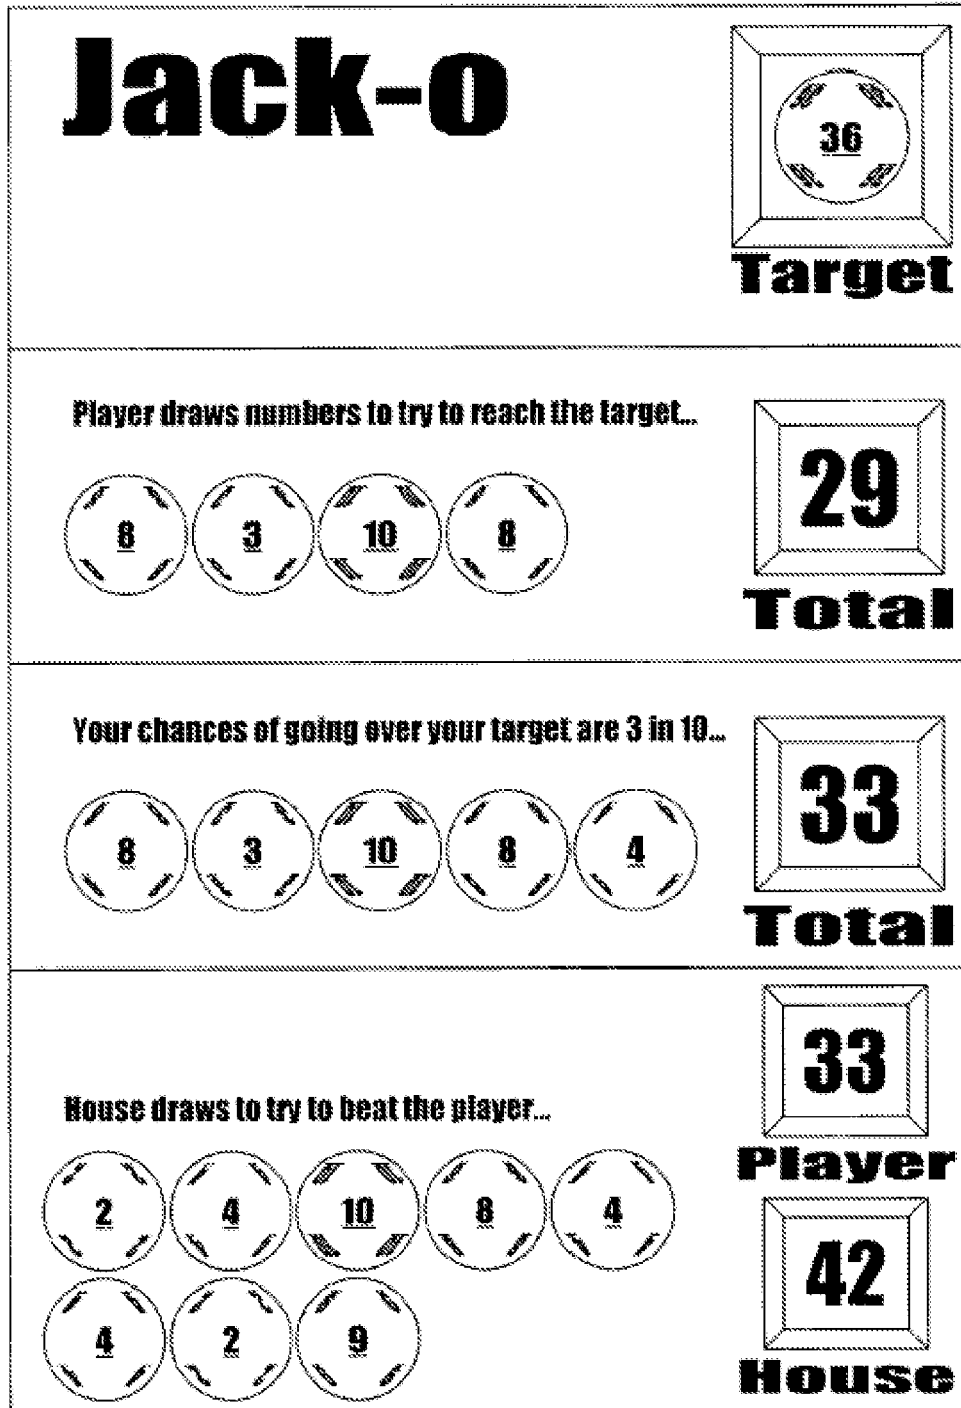 Jack-o
36
Target
Player draws numbers to try to reach the target...
8 3 10 8
29
Total
Your chances of going over your target are 3 in 10...
8 3 10 8 4
33
Total
33
Player
House draws to try to beat the player...
2 4 10 8 4
4 2 9
42
House